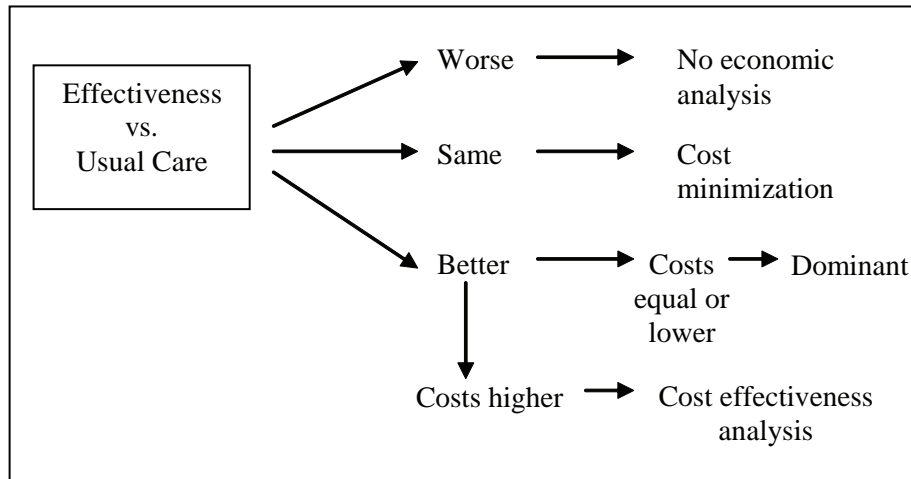 Effectiveness
vs.
Usual Care
Worse
No economic
analysis
Same
Cost
minimization
Better
Costs
equal or
lower
Dominant
Costs higher
Cost effectiveness
analysis